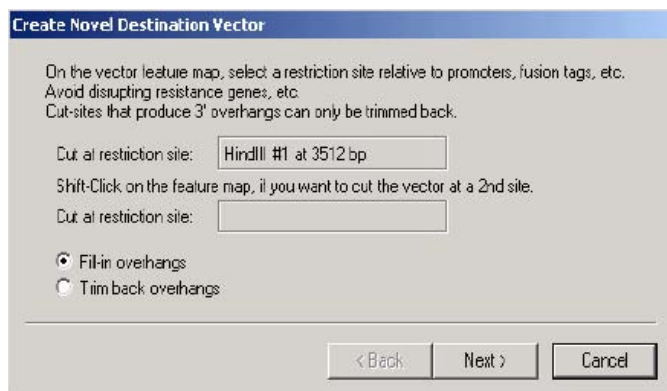 Create Novel Destination Vector
On the vector feature map, select a restriction site relative to promoters, fusion tags, etc.
Avoid disrupting resistance genes, etc.
Cut-sites that produce 3' overhangs can only be trimmed back.
Cut at restriction site: HindIII #1 at 3512 bp
Shift-Click on the feature map, if you want to cut the vector at a 2nd site.
Cut at restriction site:
Fill-in overhangs
Trim back overhangs
< Back Next > Cancel